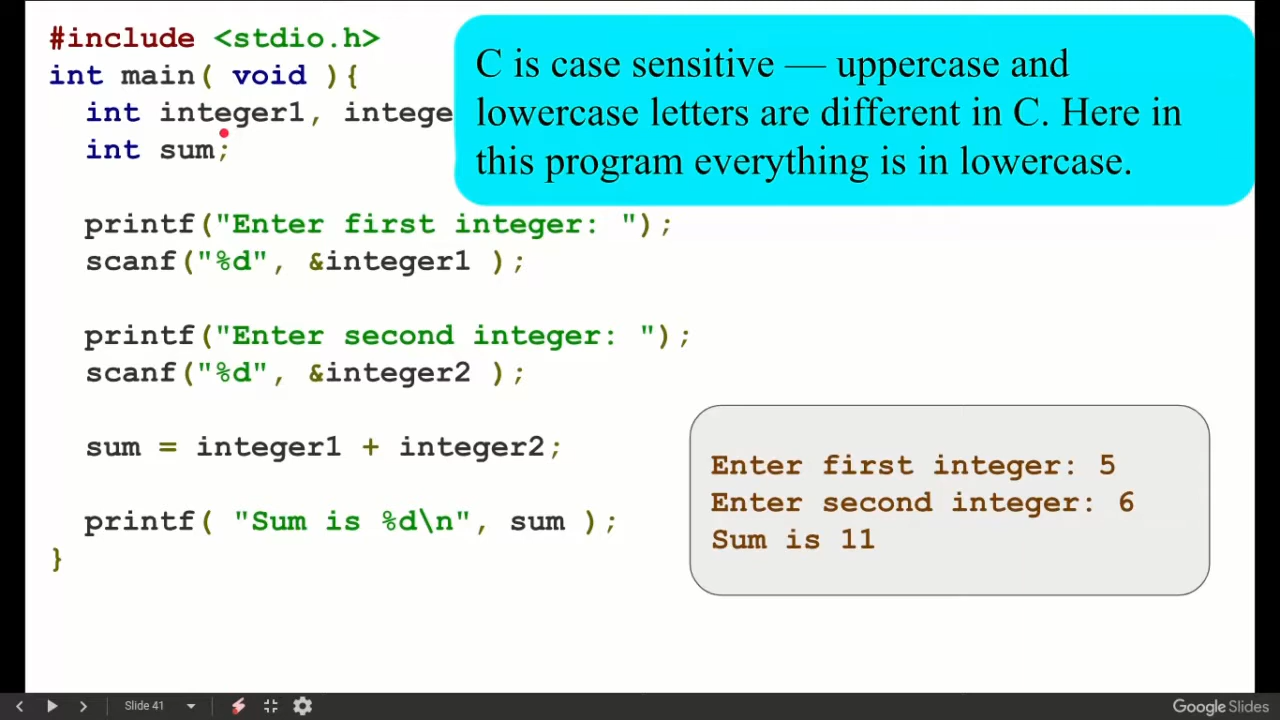 #include <stdio.h>
int main( void ){
int integer1, intege
int sum;
C is case sensitive — uppercase and
lowercase letters are different in C. Here in
this program everything is in lowercase.
printf("Enter first integer: ");
scanf("%d", &integer1 );
printf("Enter second integer: ");
scanf("%d", &integer2 );
sum = integer1 + integer2;
printf( "Sum is %d\n", sum );
}
Enter first integer: 5
Enter second integer: 6
Sum is 11
Slide 41
Google Slides